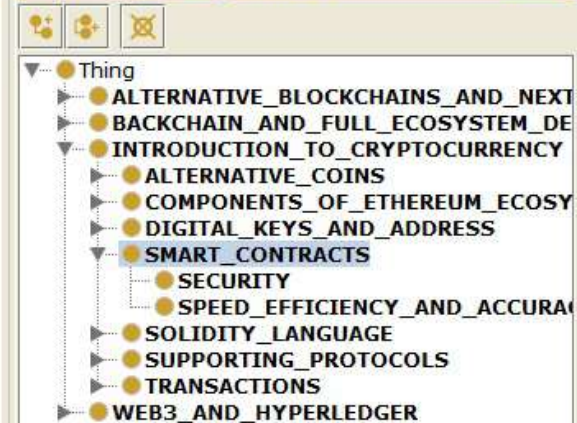 Thing
ALTERNATIVE_BLOCKCHAINS_AND_NEXT
BACKCHAIN_AND_FULL_ECOSYSTEM_DE
INTRODUCTION_TO_CRYPTOCURRENCY
ALTERNATIVE_COINS
COMPONENTS_OF_ETHEREUM_ECOSY
DIGITAL_KEYS_AND_ADDRESS
SMART_CONTRACTS
SECURITY
SPEED_EFFICIENCY_AND_ACCURA
SOLIDITY_LANGUAGE
SUPPORTING_PROTOCOLS
TRANSACTIONS
WEB3_AND_HYPERLEDGER